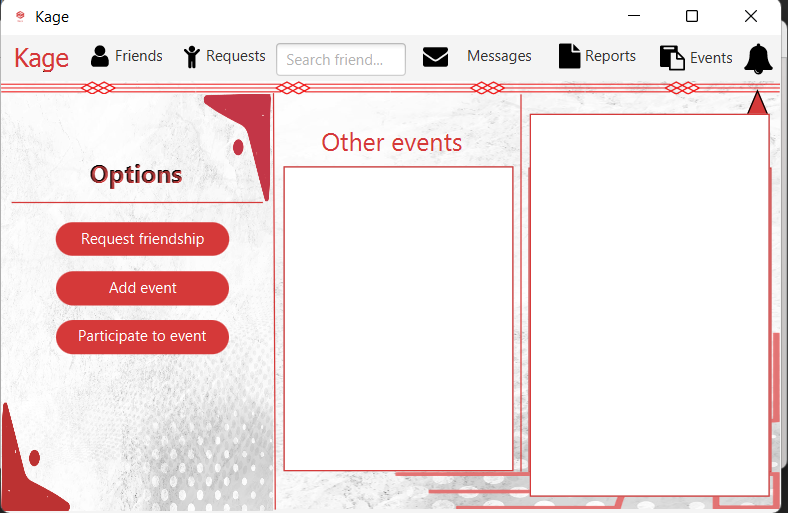 Kage
Kage Friends Requests Search friend... Messages Reports Events
Other events
Options
Request friendship
Add event
Participate to event